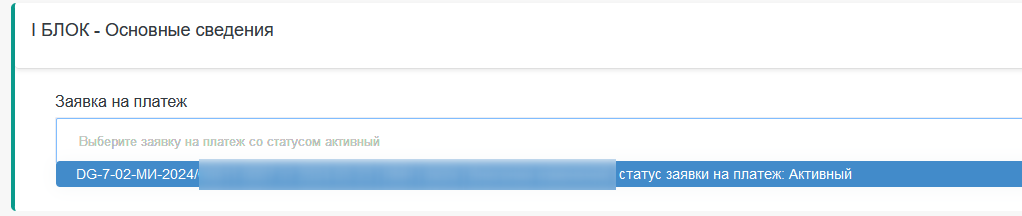 I БЛОК - Основные сведения
Заявка на платеж
Выберите заявку на платеж со статусом активный
DG-7-02-МИ-2024/ статус заявки на платеж: Активный